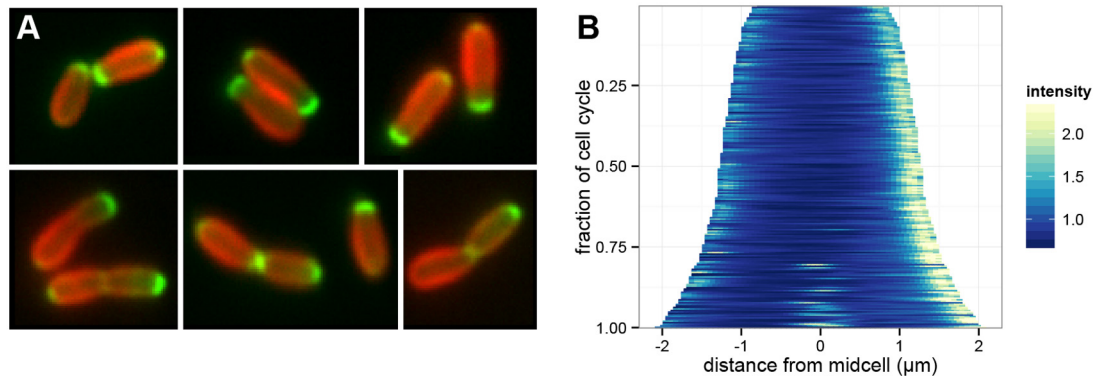 A
B
intensity
2.0
1.5
1.0
fraction of cell cycle
0.25
0.50
0.75
1.00
-2
-1
0
1
2
distance from midcell (μm)